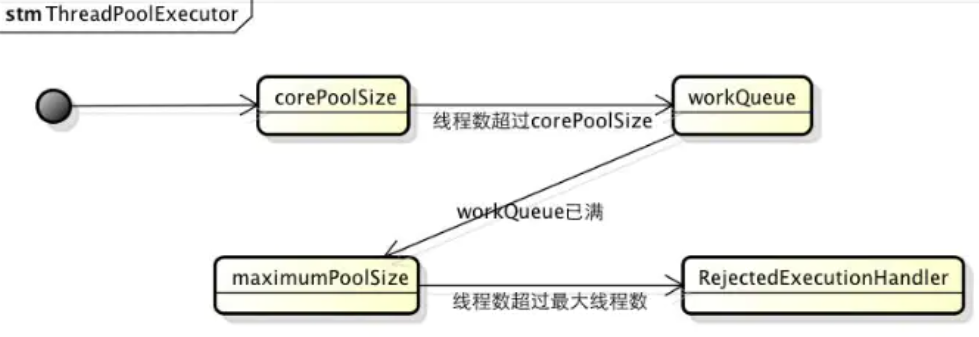 stm ThreadPoolExecutor
corePoolSize
workQueue
线程数超过corePoolSize
workQueue已满
maximumPoolSize
RejectedExecutionHandler
线程数超过最大线程数